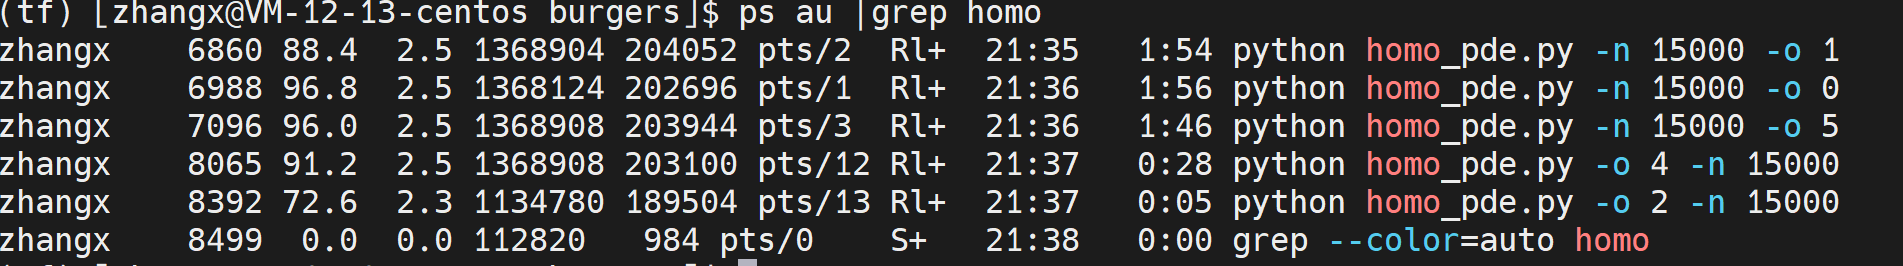 (tf) [zhangx@VM-12-13-centos burgers]$ ps au |grep homo
zhangx    6860 88.4  2.5 1368904 204052 pts/2  Rl+  21:35   1:54 python homo_pde.py -n 15000 -o 1
zhangx    6988 96.8  2.5 1368124 202696 pts/1  Rl+  21:36   1:56 python homo_pde.py -n 15000 -o 0
zhangx    7096 96.0  2.5 1368908 203944 pts/3  Rl+  21:36   1:46 python homo_pde.py -n 15000 -o 5
zhangx    8065 91.2  2.5 1368908 203100 pts/12 Rl+  21:37   0:28 python homo_pde.py -o 4 -n 15000
zhangx    8392 72.6  2.3 1134780 189504 pts/13 Rl+  21:37   0:05 python homo_pde.py -o 2 -n 15000
zhangx    8499  0.0  0.0 112820   984 pts/0    S+   21:38   0:00 grep --color=auto homo